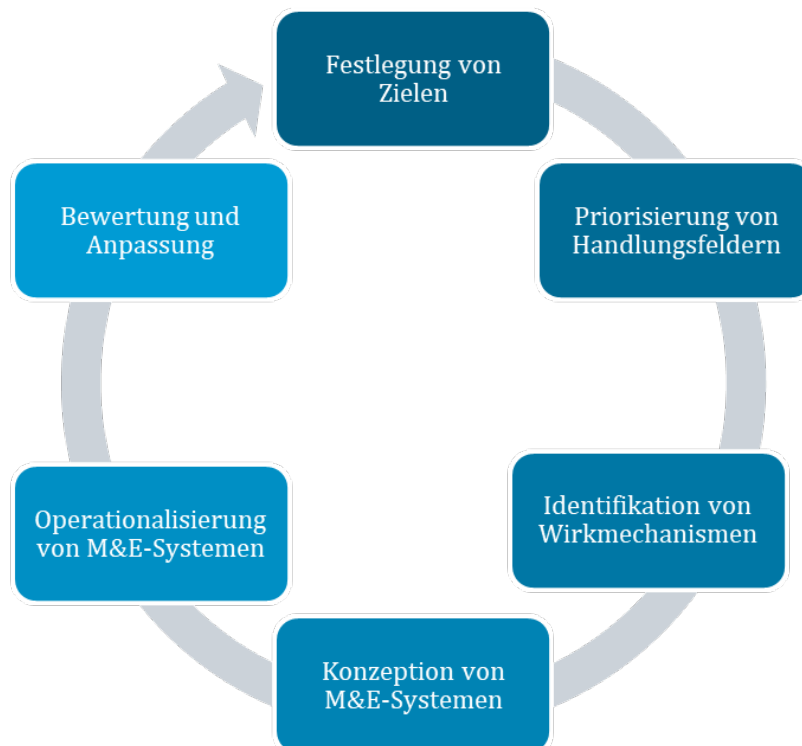 Festlegung von
Zielen
Priorisierung von
Handlungsfeldern
Identifikation von
Wirkmechanismen
Konzeption von
M&E-Systemen
Operationalisierung
von M&E-Systemen
Bewertung und
Anpassung